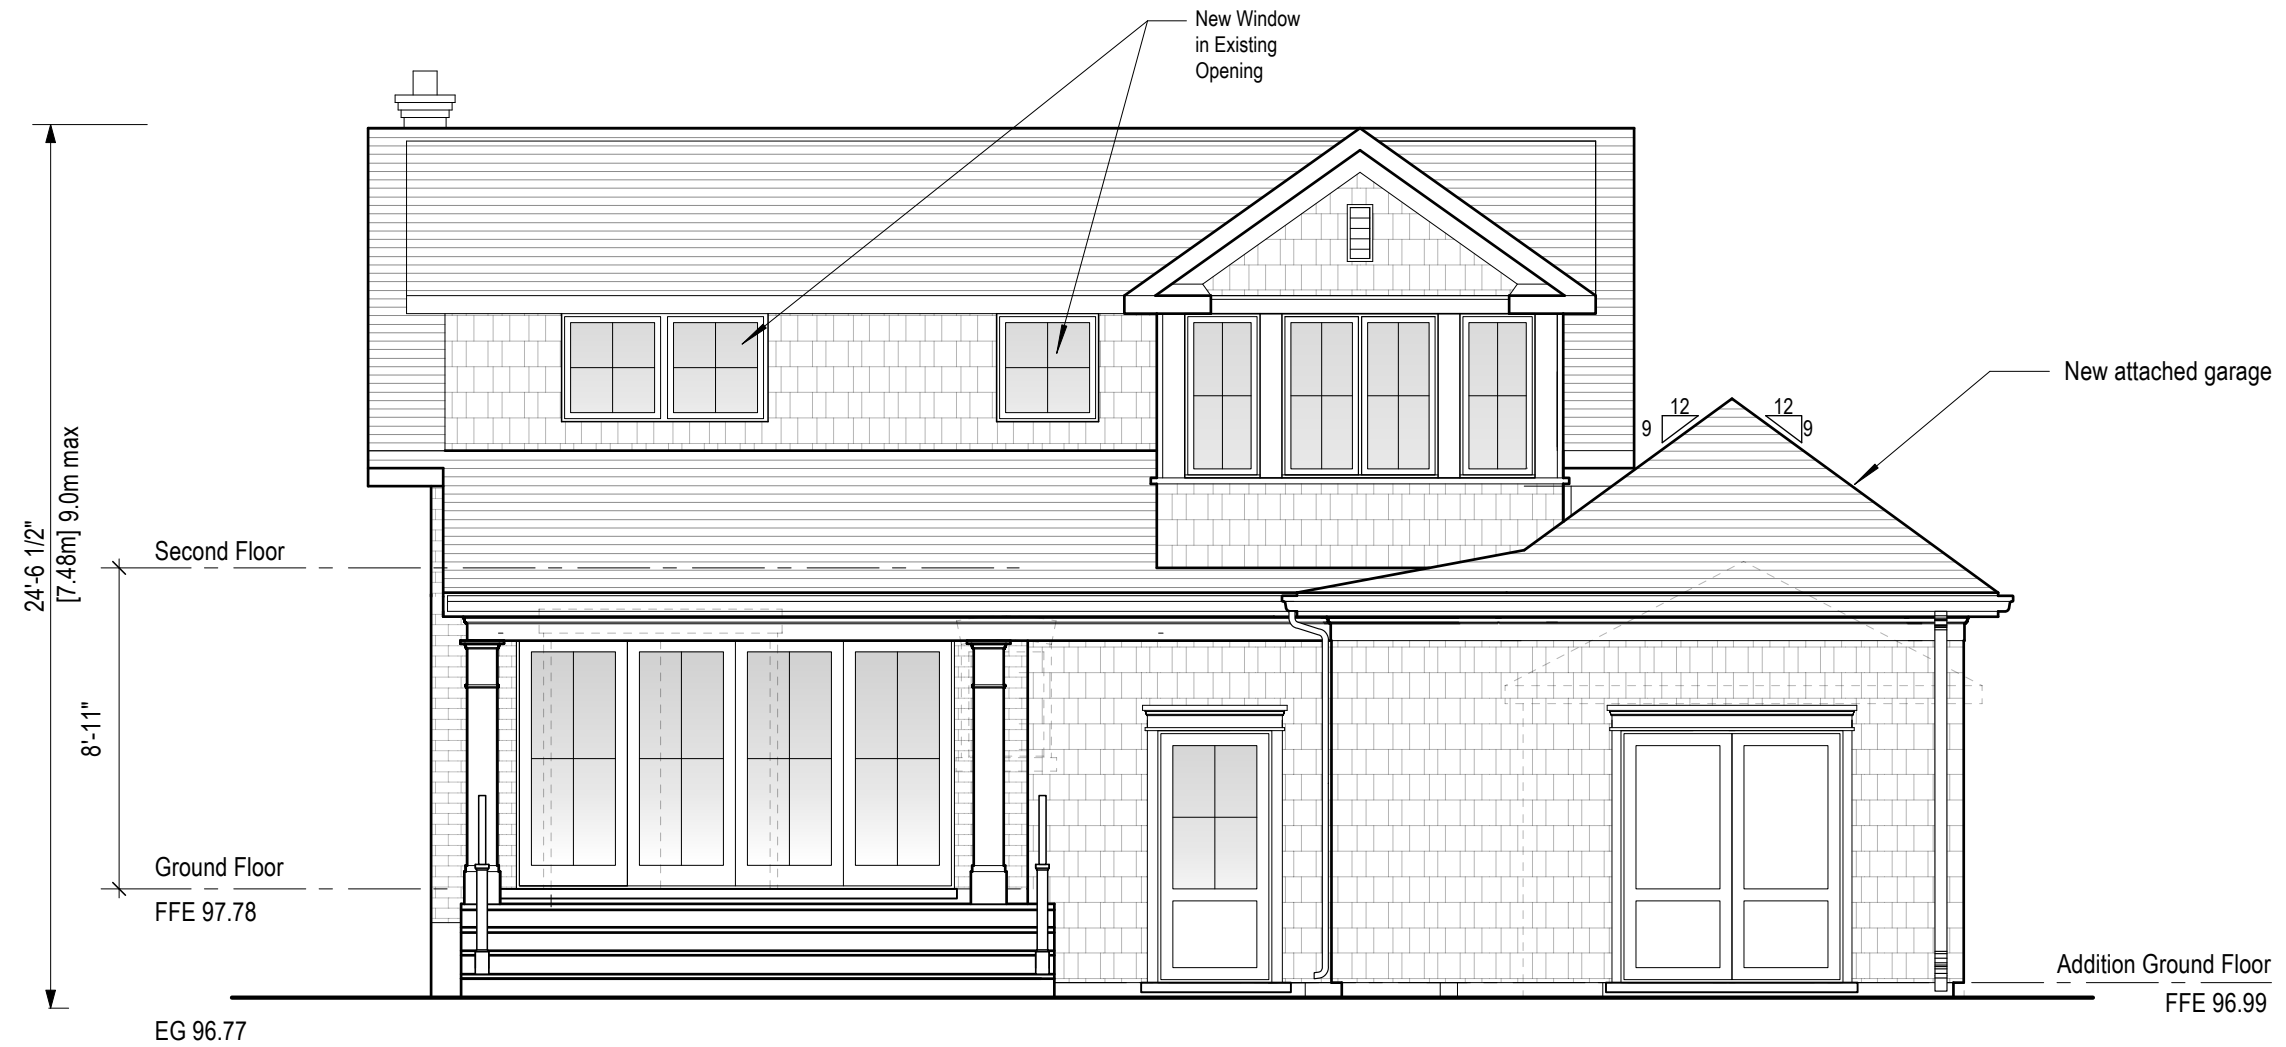 New Window
in Existing
Opening
New attached garage
12
12
9
9
24'-6 1/2"
[7.48m] 9.0m max
Second Floor
8'-11"
Ground Floor
FFE 97.78
Addition Ground Floor
FFE 96.99
EG 96.77